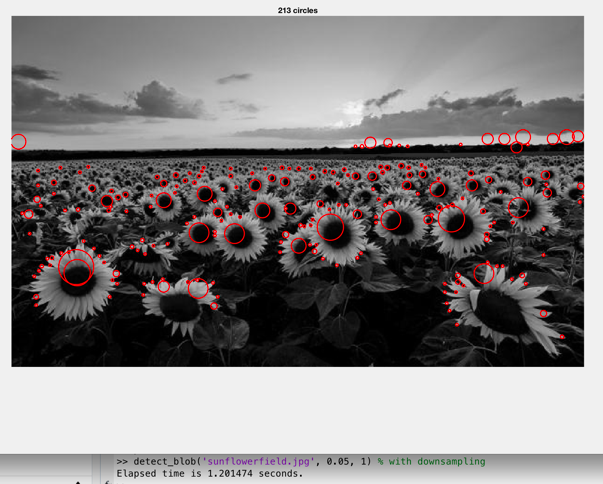 213 circles
>> detect_blob('sunflowerfield.jpg', 0.05, 1) % with downsampling
Elapsed time is 1.201474 seconds.